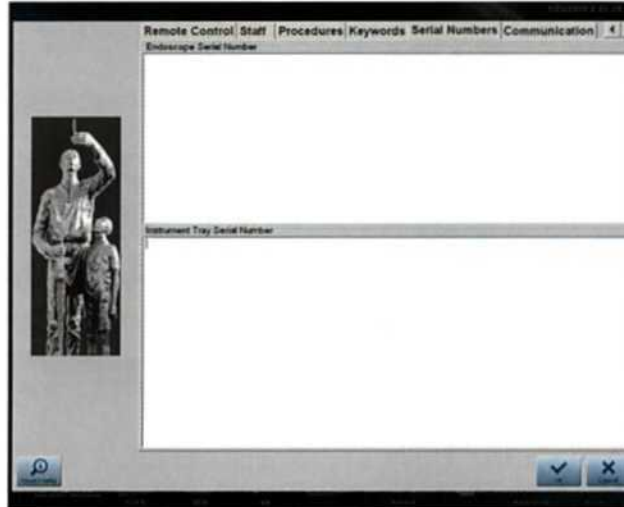 Remote Control Staff Procedures Keywords Serial Numbers Communication
Endoscope Serial Number
Instrument Tray Serial Number